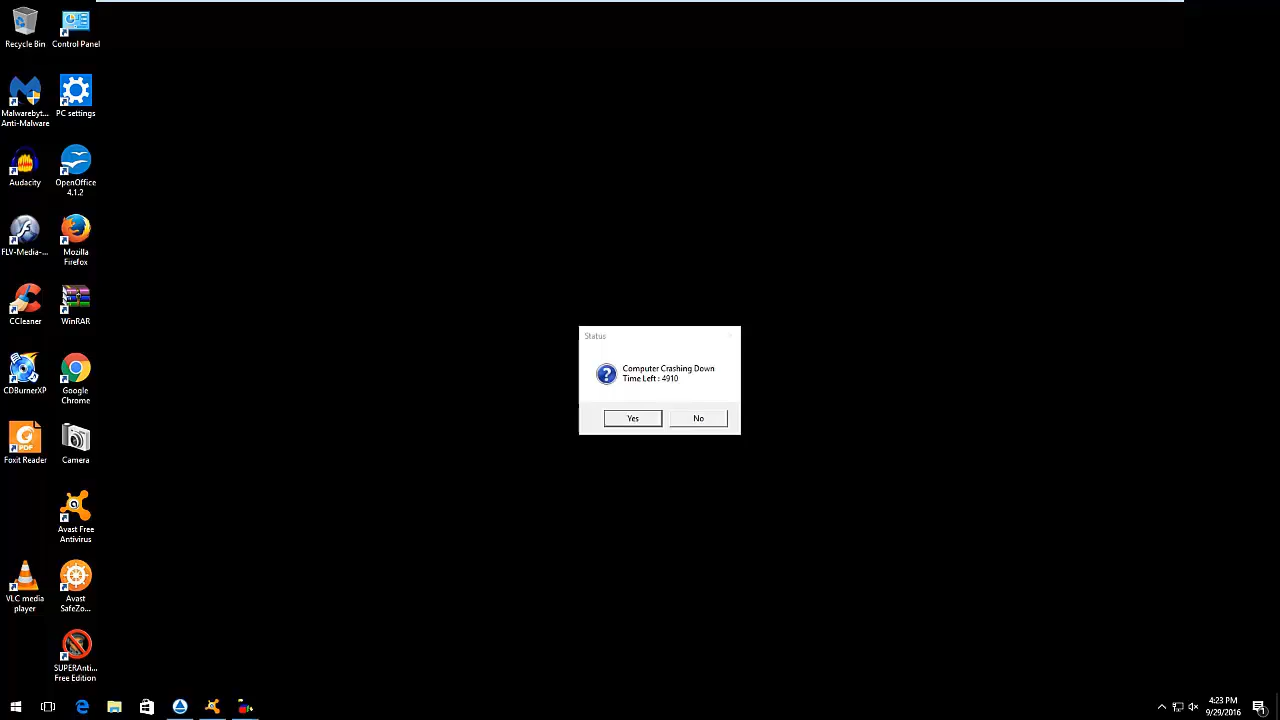 Recycle Bin
Control Panel
Malwarebyt...
Anti-Malware
PC settings
Audacity
OpenOffice
4.1.2
FLV-Media-...
Mozilla
Firefox
CCleaner
WinRAR
CDBurnerXP
Google
Chrome
Foxit Reader
Camera
Avast Free
Antivirus
VLC media
player
Avast
SafeZo...
SUPERAnti...
Free Edition
Status
Computer Crashing Down
Time Left : 4910
Yes
No
4:23 PM
9/29/2016